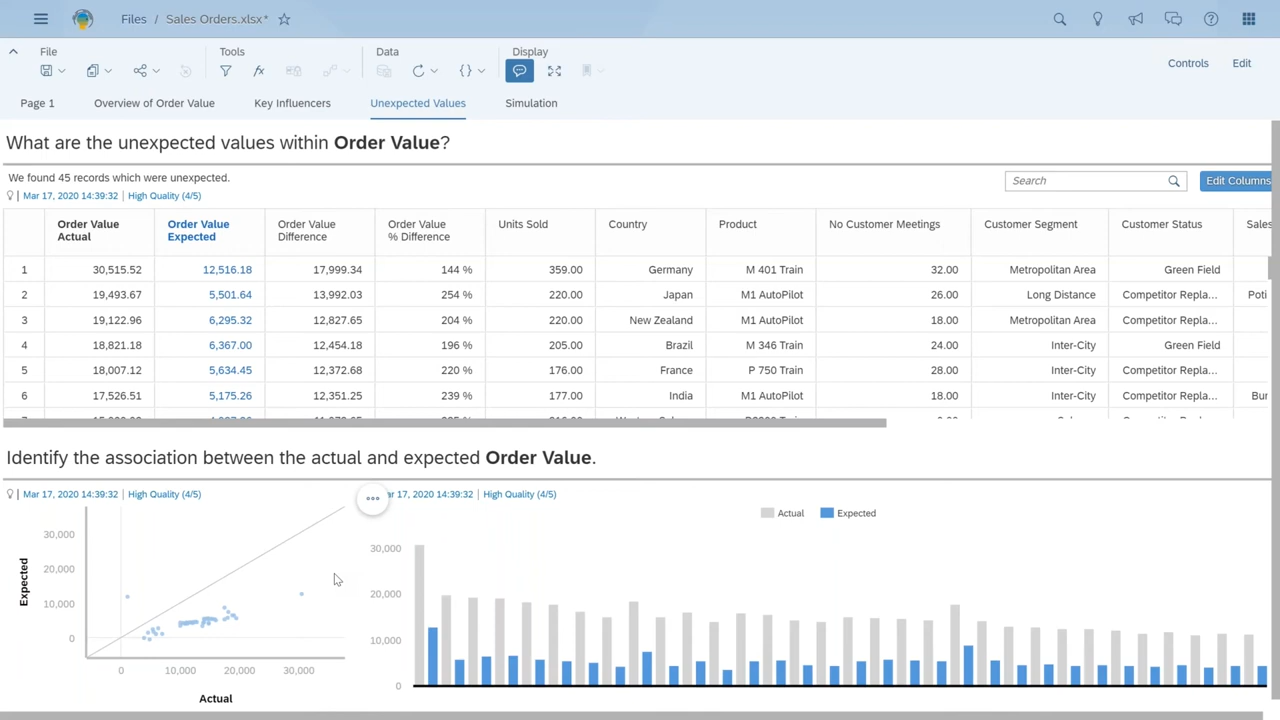 Files / Sales Orders.xlsx*
File Tools Data Display
Controls Edit
Page 1 Overview of Order Value Key Influencers Unexpected Values Simulation
What are the unexpected values within Order Value?
We found 45 records which were unexpected.
Mar 17, 2020 14:39:32 | High Quality (4/5)
Search
Edit Columns
Order Value Actual Order Value Expected Order Value Difference Order Value % Difference Units Sold Country Product No Customer Meetings Customer Segment Customer Status Sales
1 30,515.52 12,516.18 17,999.34 144 % 359.00 Germany M 401 Train 32.00 Metropolitan Area Green Field
2 19,493.67 5,501.64 13,992.03 254 % 220.00 Japan M1 AutoPilot 26.00 Long Distance Competitor Repla... Poti
3 19,122.96 6,295.32 12,827.65 204 % 220.00 New Zealand M1 AutoPilot 18.00 Metropolitan Area Competitor Repla...
4 18,821.18 6,367.00 12,454.18 196 % 205.00 Brazil M 346 Train 24.00 Inter-City Green Field
5 18,007.12 5,634.45 12,372.68 220 % 176.00 France P 750 Train 28.00 Inter-City Competitor Repla...
6 17,526.51 5,175.26 12,351.25 239 % 177.00 India M1 AutoPilot 18.00 Inter-City Competitor Repla... Bur
Identify the association between the actual and expected Order Value.
Mar 17, 2020 14:39:32 | High Quality (4/5)
Expected
30,000
20,000
10,000
0
0 10,000 20,000 30,000
Actual
ar 17, 2020 14:39:32 | High Quality (4/5)
Actual Expected
30,000
20,000
10,000
0